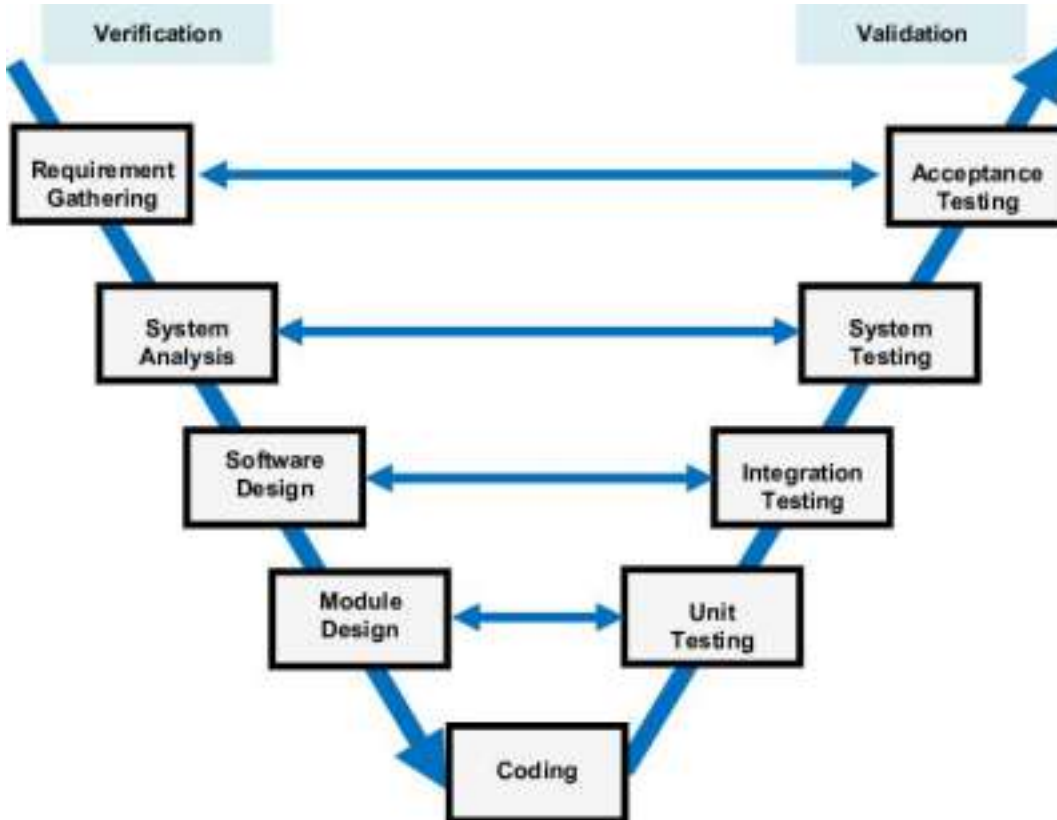 Verification
Validation
Requirement
Gathering
Acceptance
Testing
System
Analysis
System
Testing
Software
Design
Integration
Testing
Module
Design
Unit
Testing
Coding